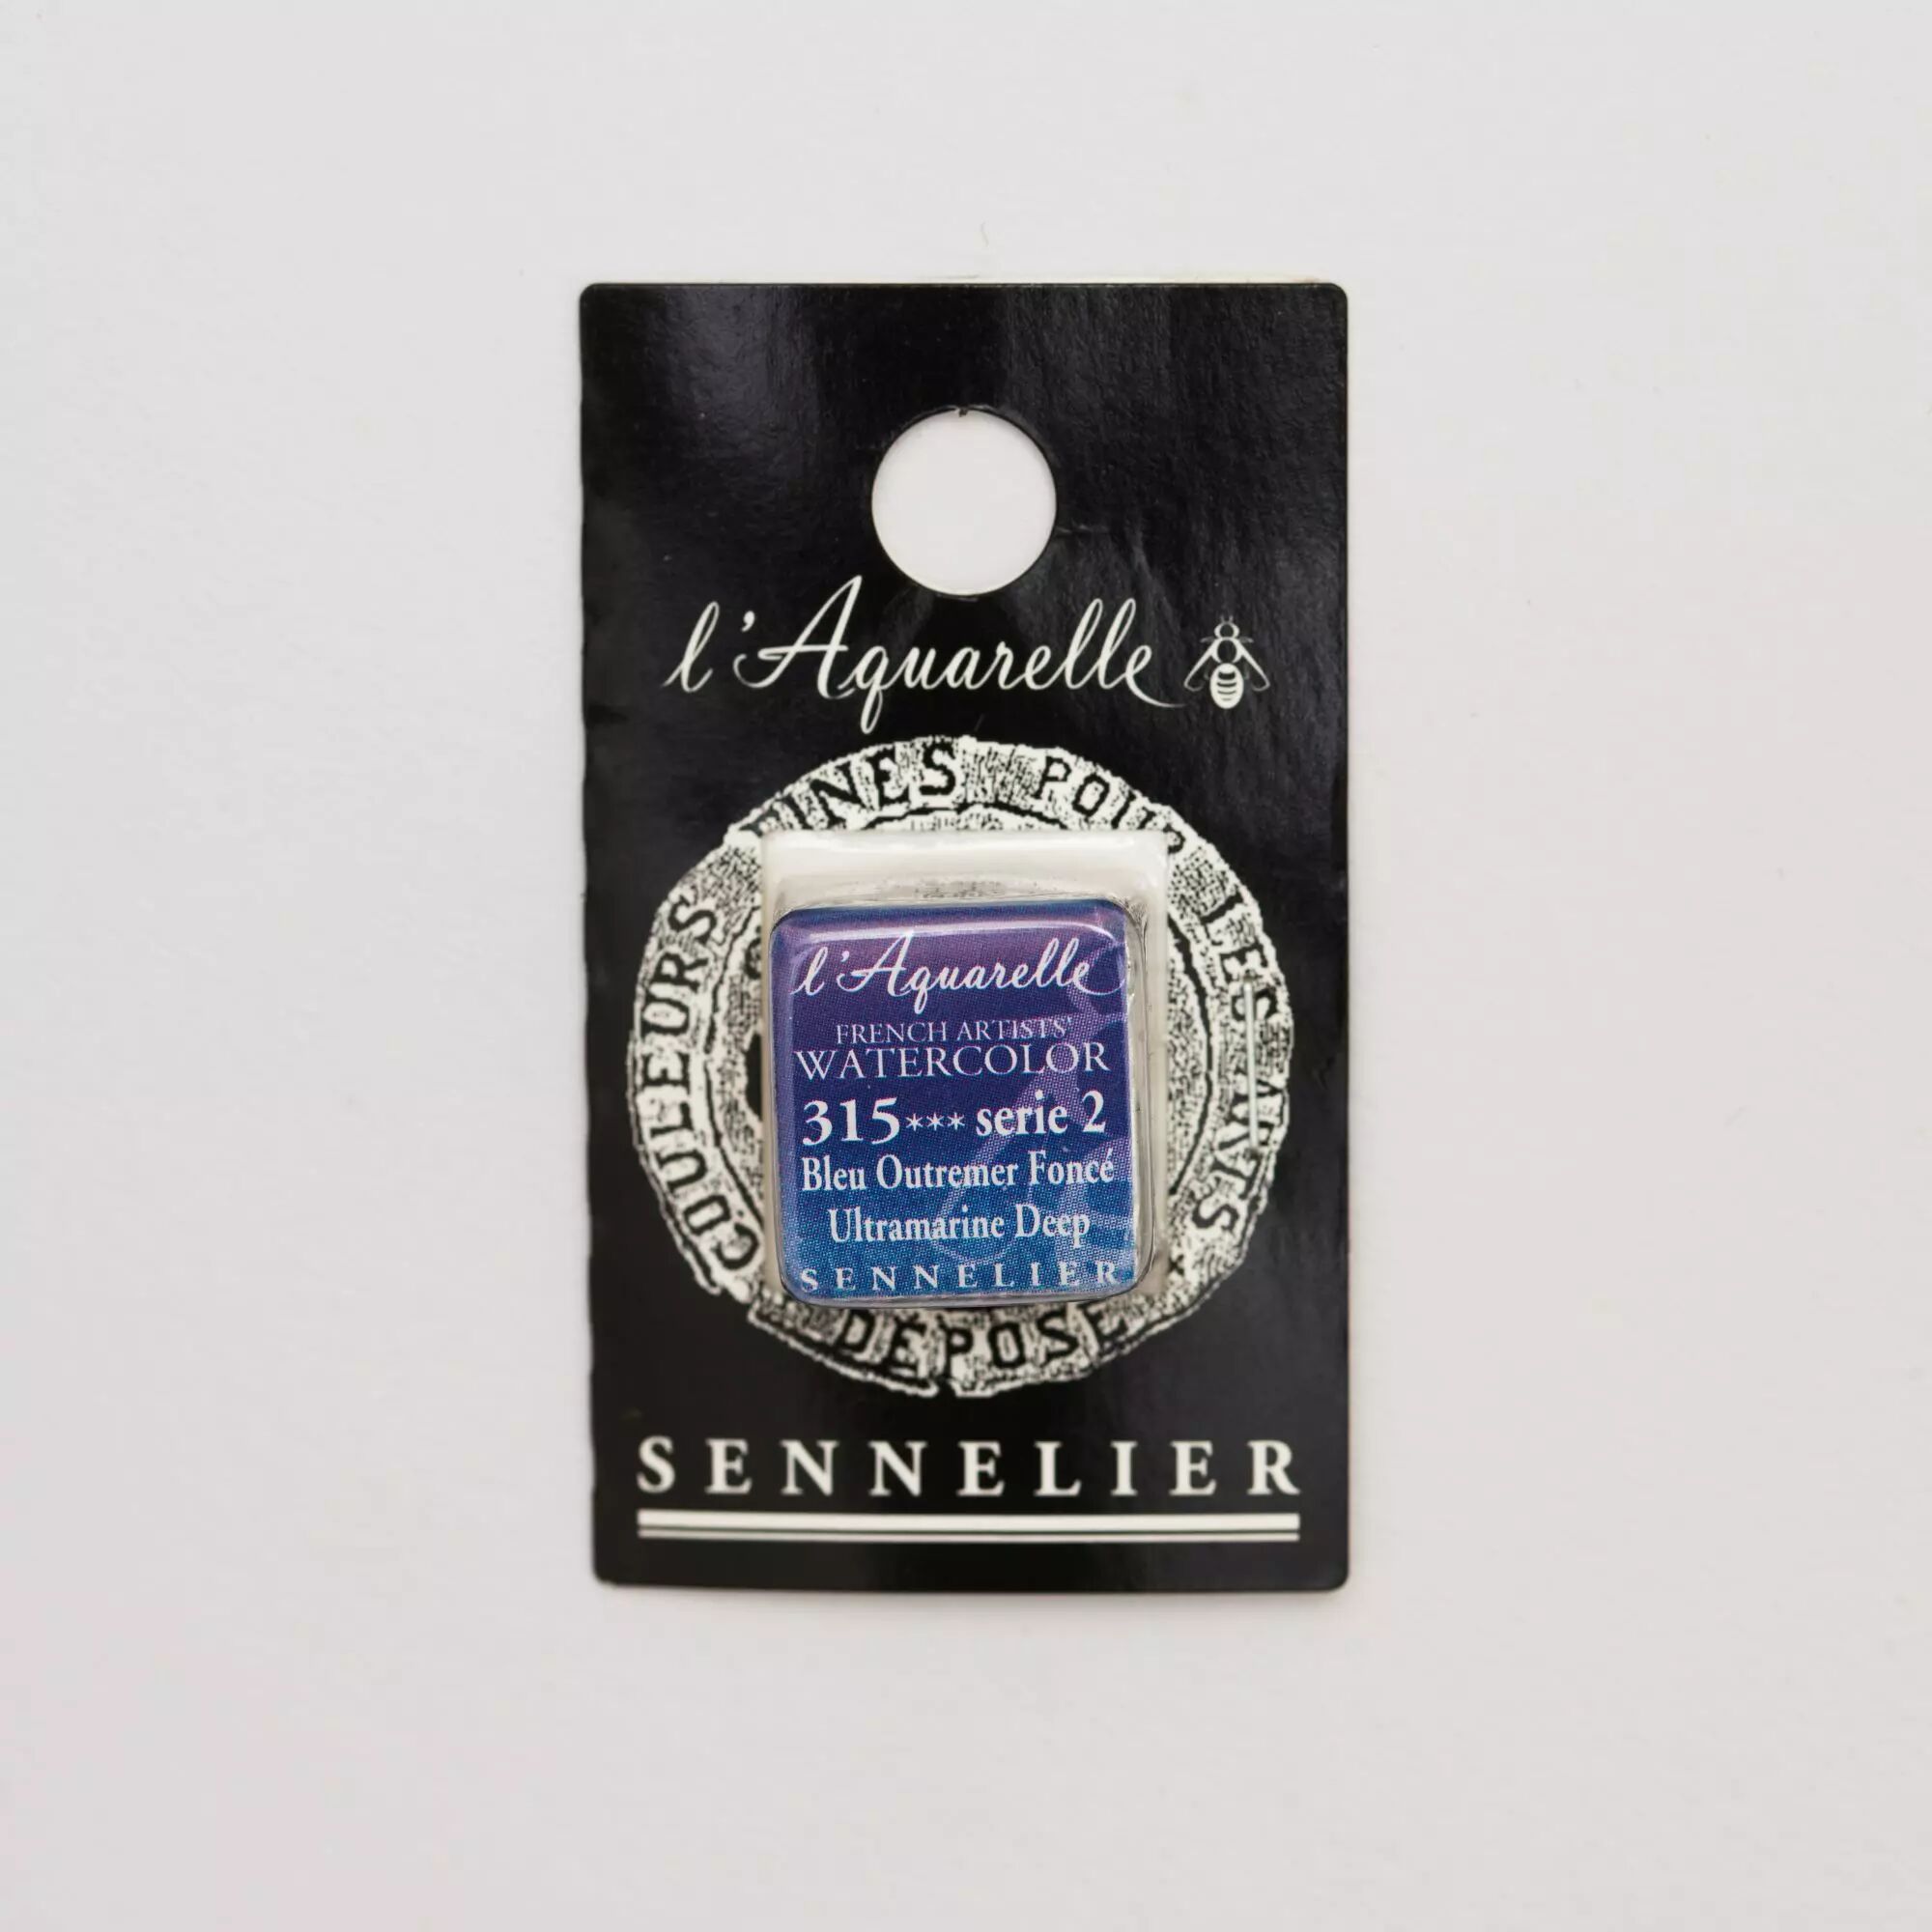 l'Aquarelle
COULEURS FINES POUR LES
DÉPOSÉ
l'Aquarelle
FRENCH ARTISTS'
WATERCOLOR
315*** serie 2
Bleu Outremer Foncé
Ultramarine Deep
SENNELIER
SENNELIER